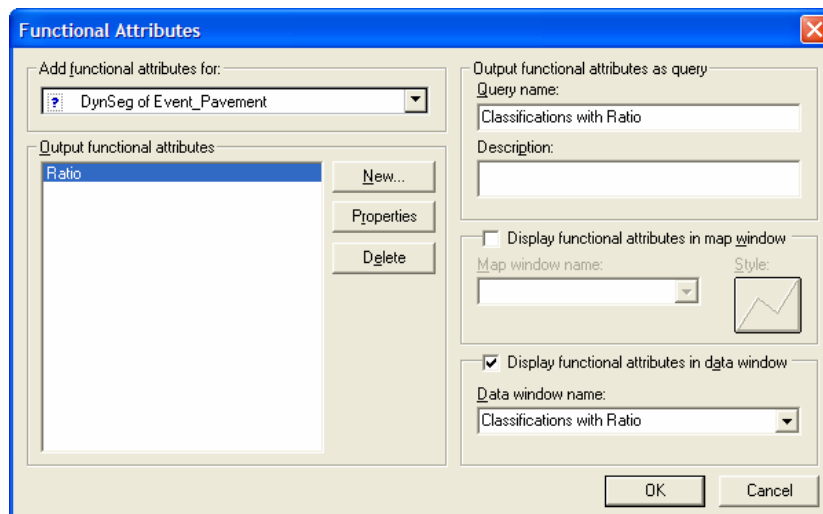 Functional Attributes
Add functional attributes for:
? DynSeg of Event_Pavement
Output functional attributes
Ratio
New...
Properties
Delete
Output functional attributes as query
Query name:
Classifications with Ratio
Description:
Display functional attributes in map window
Map window name:
Style:
Display functional attributes in data window
Data window name:
Classifications with Ratio
OK
Cancel